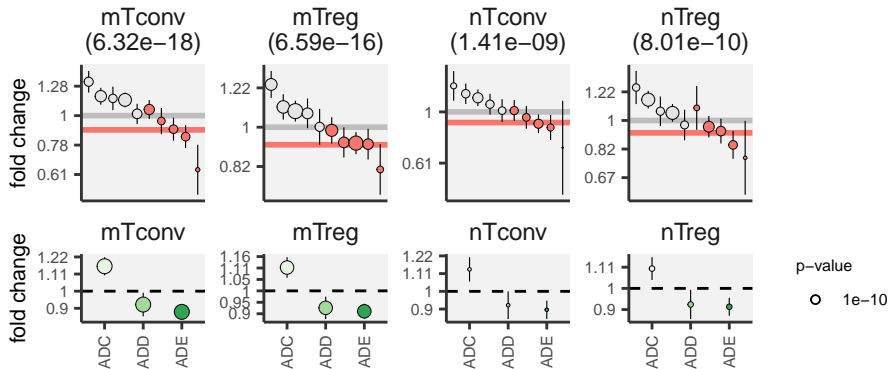 mTconv
(6.32e−18)
mTreg
(6.59e−16)
nTconv
(1.41e−09)
nTreg
(8.01e−10)
fold change
1.28
1
0.78
0.61
1.22
1
0.82
1
0.61
1.22
1
0.82
0.67
mTconv
mTreg
nTconv
nTreg
fold change
1.22
1.11
1
0.9
1.16
1.11
1.05
1
0.95
0.9
1.22
1.11
1
0.9
1.11
1
0.9
ADC
ADD
ADE
ADC
ADD
ADE
ADC
ADD
ADE
ADC
ADD
ADE
p−value
1e−10